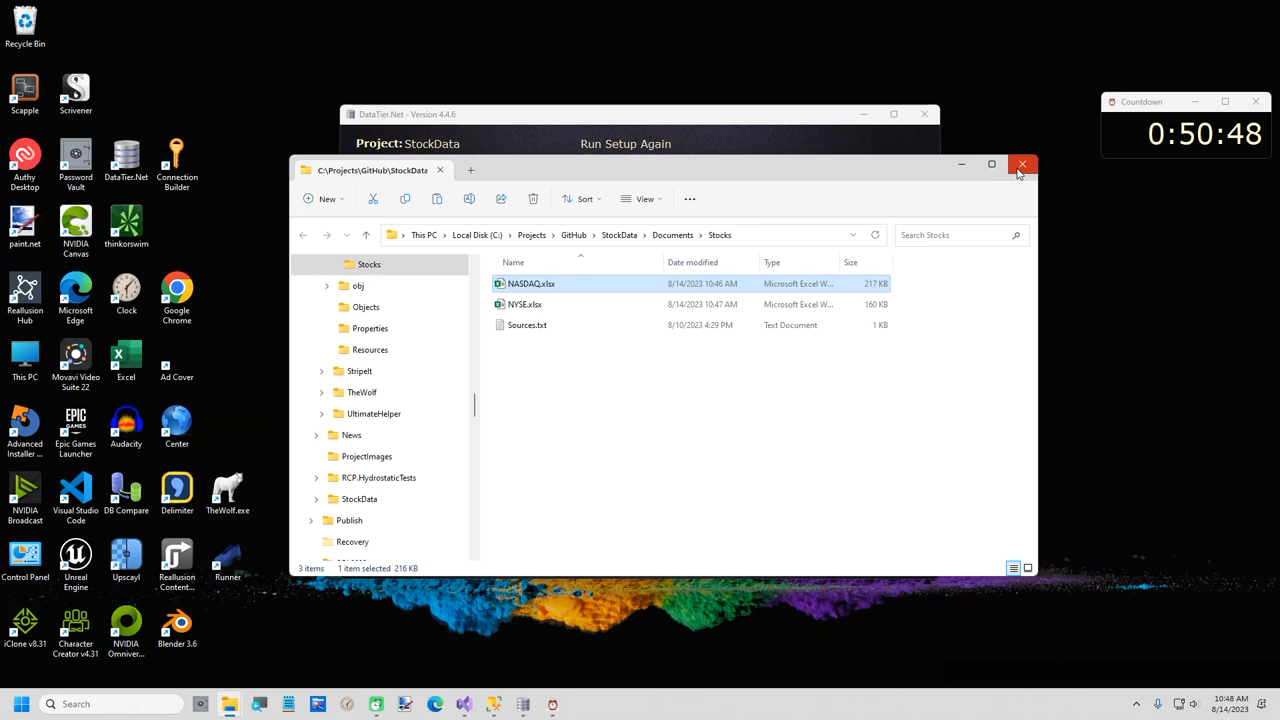 Recycle Bin
Scapple
Scrivener
Authy
Desktop
Password
Vault
DataTier.Net
Connection
Builder
paint.net
NVIDIA
Canvas
thinkorswim
Reallusion
Hub
Microsoft
Edge
Clock
Google
Chrome
This PC
Movavi Video
Suite 22
Excel
Ad Cover
Advanced
Installer ...
Epic Games
Launcher
Audacity
Center
NVIDIA
Broadcast
Visual Studio
Code
DB Compare
Delimiter
TheWolf.exe
Control Panel
Unreal
Engine
Upscayl
Reallusion
Content...
Runner
iClone v8.31
Character
Creator v4.31
NVIDIA
Omniver...
Blender 3.6
DataTier.Net - Version 4.4.6
Project: StockData
Run Setup Again
Countdown
0:50:48
C:\Projects\GitHub\StockData
New
Sort
View
This PC > Local Disk (C:) > Projects > GitHub > StockData > Documents > Stocks
Search Stocks
Stocks
obj
Objects
Properties
Resources
StripeIt
TheWolf
UltimateHelper
News
ProjectImages
RCP.HydrostaticTests
StockData
Publish
Recovery
Name Date modified Type Size
NASDAQ.xlsx 8/14/2023 10:46 AM Microsoft Excel W... 217 KB
NYSE.xlsx 8/14/2023 10:47 AM Microsoft Excel W... 160 KB
Sources.txt 8/10/2023 4:29 PM Text Document 1 KB
3 items 1 item selected 216 KB
Search
10:48 AM
8/14/2023